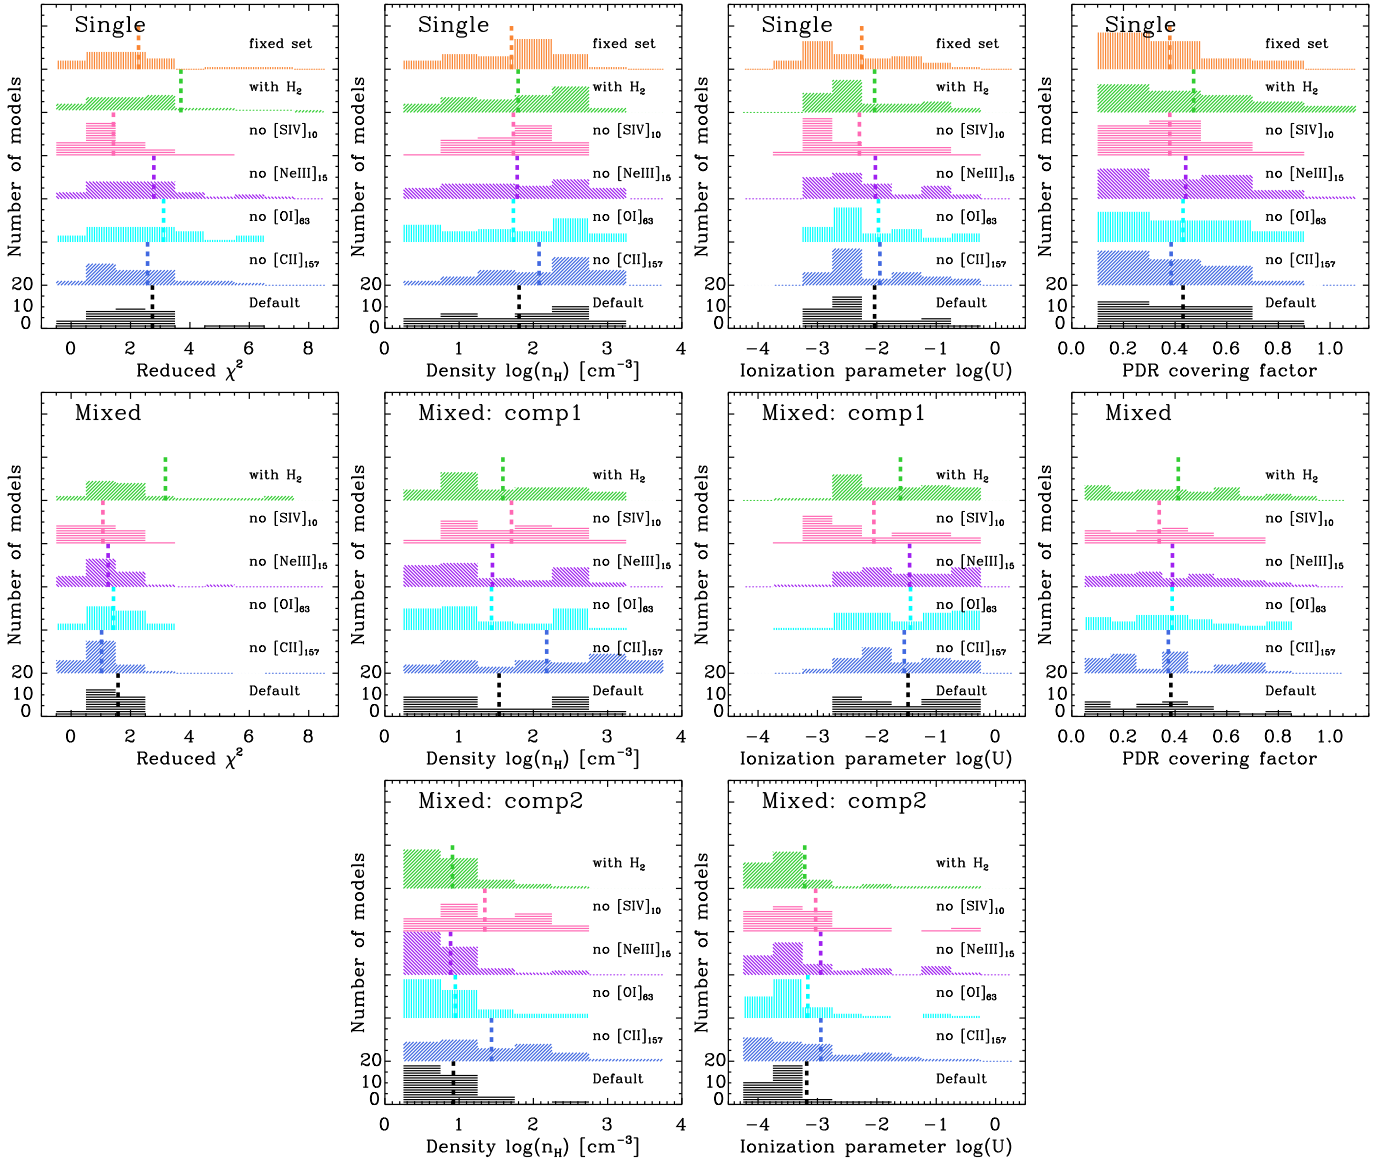 Single
fixed set
with H₂
no [SIV]₁₀
no [NeIII]₁₅
no [OI]₆₃
no [CII]₁₅₇
Default
Number of models
20
10
0
0 2 4 6 8
Reduced χ²
Single
fixed set
with H₂
no [SIV]₁₀
no [NeIII]₁₅
no [OI]₆₃
no [CII]₁₅₇
Default
Number of models
20
10
0
0 1 2 3 4
Density log(n_H) [cm⁻³]
Single
fixed set
with H₂
no [SIV]₁₀
no [NeIII]₁₅
no [OI]₆₃
no [CII]₁₅₇
Default
Number of models
20
10
0
−4 −3 −2 −1 0
Ionization parameter log(U)
Single
fixed set
with H₂
no [SIV]₁₀
no [NeIII]₁₅
no [OI]₆₃
no [CII]₁₅₇
Default
Number of models
20
10
0
0.0 0.2 0.4 0.6 0.8 1.0
PDR covering factor
Mixed
with H₂
no [SIV]₁₀
no [NeIII]₁₅
no [OI]₆₃
no [CII]₁₅₇
Default
Number of models
20
10
0
0 2 4 6 8
Reduced χ²
Mixed: comp1
with H₂
no [SIV]₁₀
no [NeIII]₁₅
no [OI]₆₃
no [CII]₁₅₇
Default
Number of models
20
10
0
0 1 2 3 4
Density log(n_H) [cm⁻³]
Mixed: comp1
with H₂
no [SIV]₁₀
no [NeIII]₁₅
no [OI]₆₃
no [CII]₁₅₇
Default
Number of models
20
10
0
−4 −3 −2 −1 0
Ionization parameter log(U)
Mixed
with H₂
no [SIV]₁₀
no [NeIII]₁₅
no [OI]₆₃
no [CII]₁₅₇
Default
Number of models
20
10
0
0.0 0.2 0.4 0.6 0.8 1.0
PDR covering factor
Mixed: comp2
with H₂
no [SIV]₁₀
no [NeIII]₁₅
no [OI]₆₃
no [CII]₁₅₇
Default
Number of models
20
10
0
0 1 2 3 4
Density log(n_H) [cm⁻³]
Mixed: comp2
with H₂
no [SIV]₁₀
no [NeIII]₁₅
no [OI]₆₃
no [CII]₁₅₇
Default
Number of models
20
10
0
−4 −3 −2 −1 0
Ionization parameter log(U)